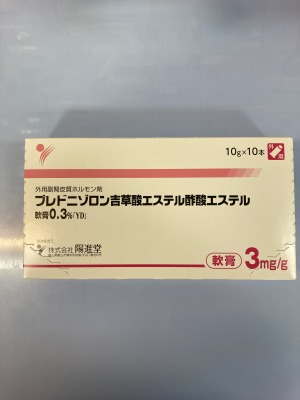 10g×10本
外用
外用副腎皮質ホルモン剤
プレドニゾロン吉草酸エステル酢酸エステル
軟膏0.3%「YD」
株式会社 陽進堂
軟膏 3mg/g